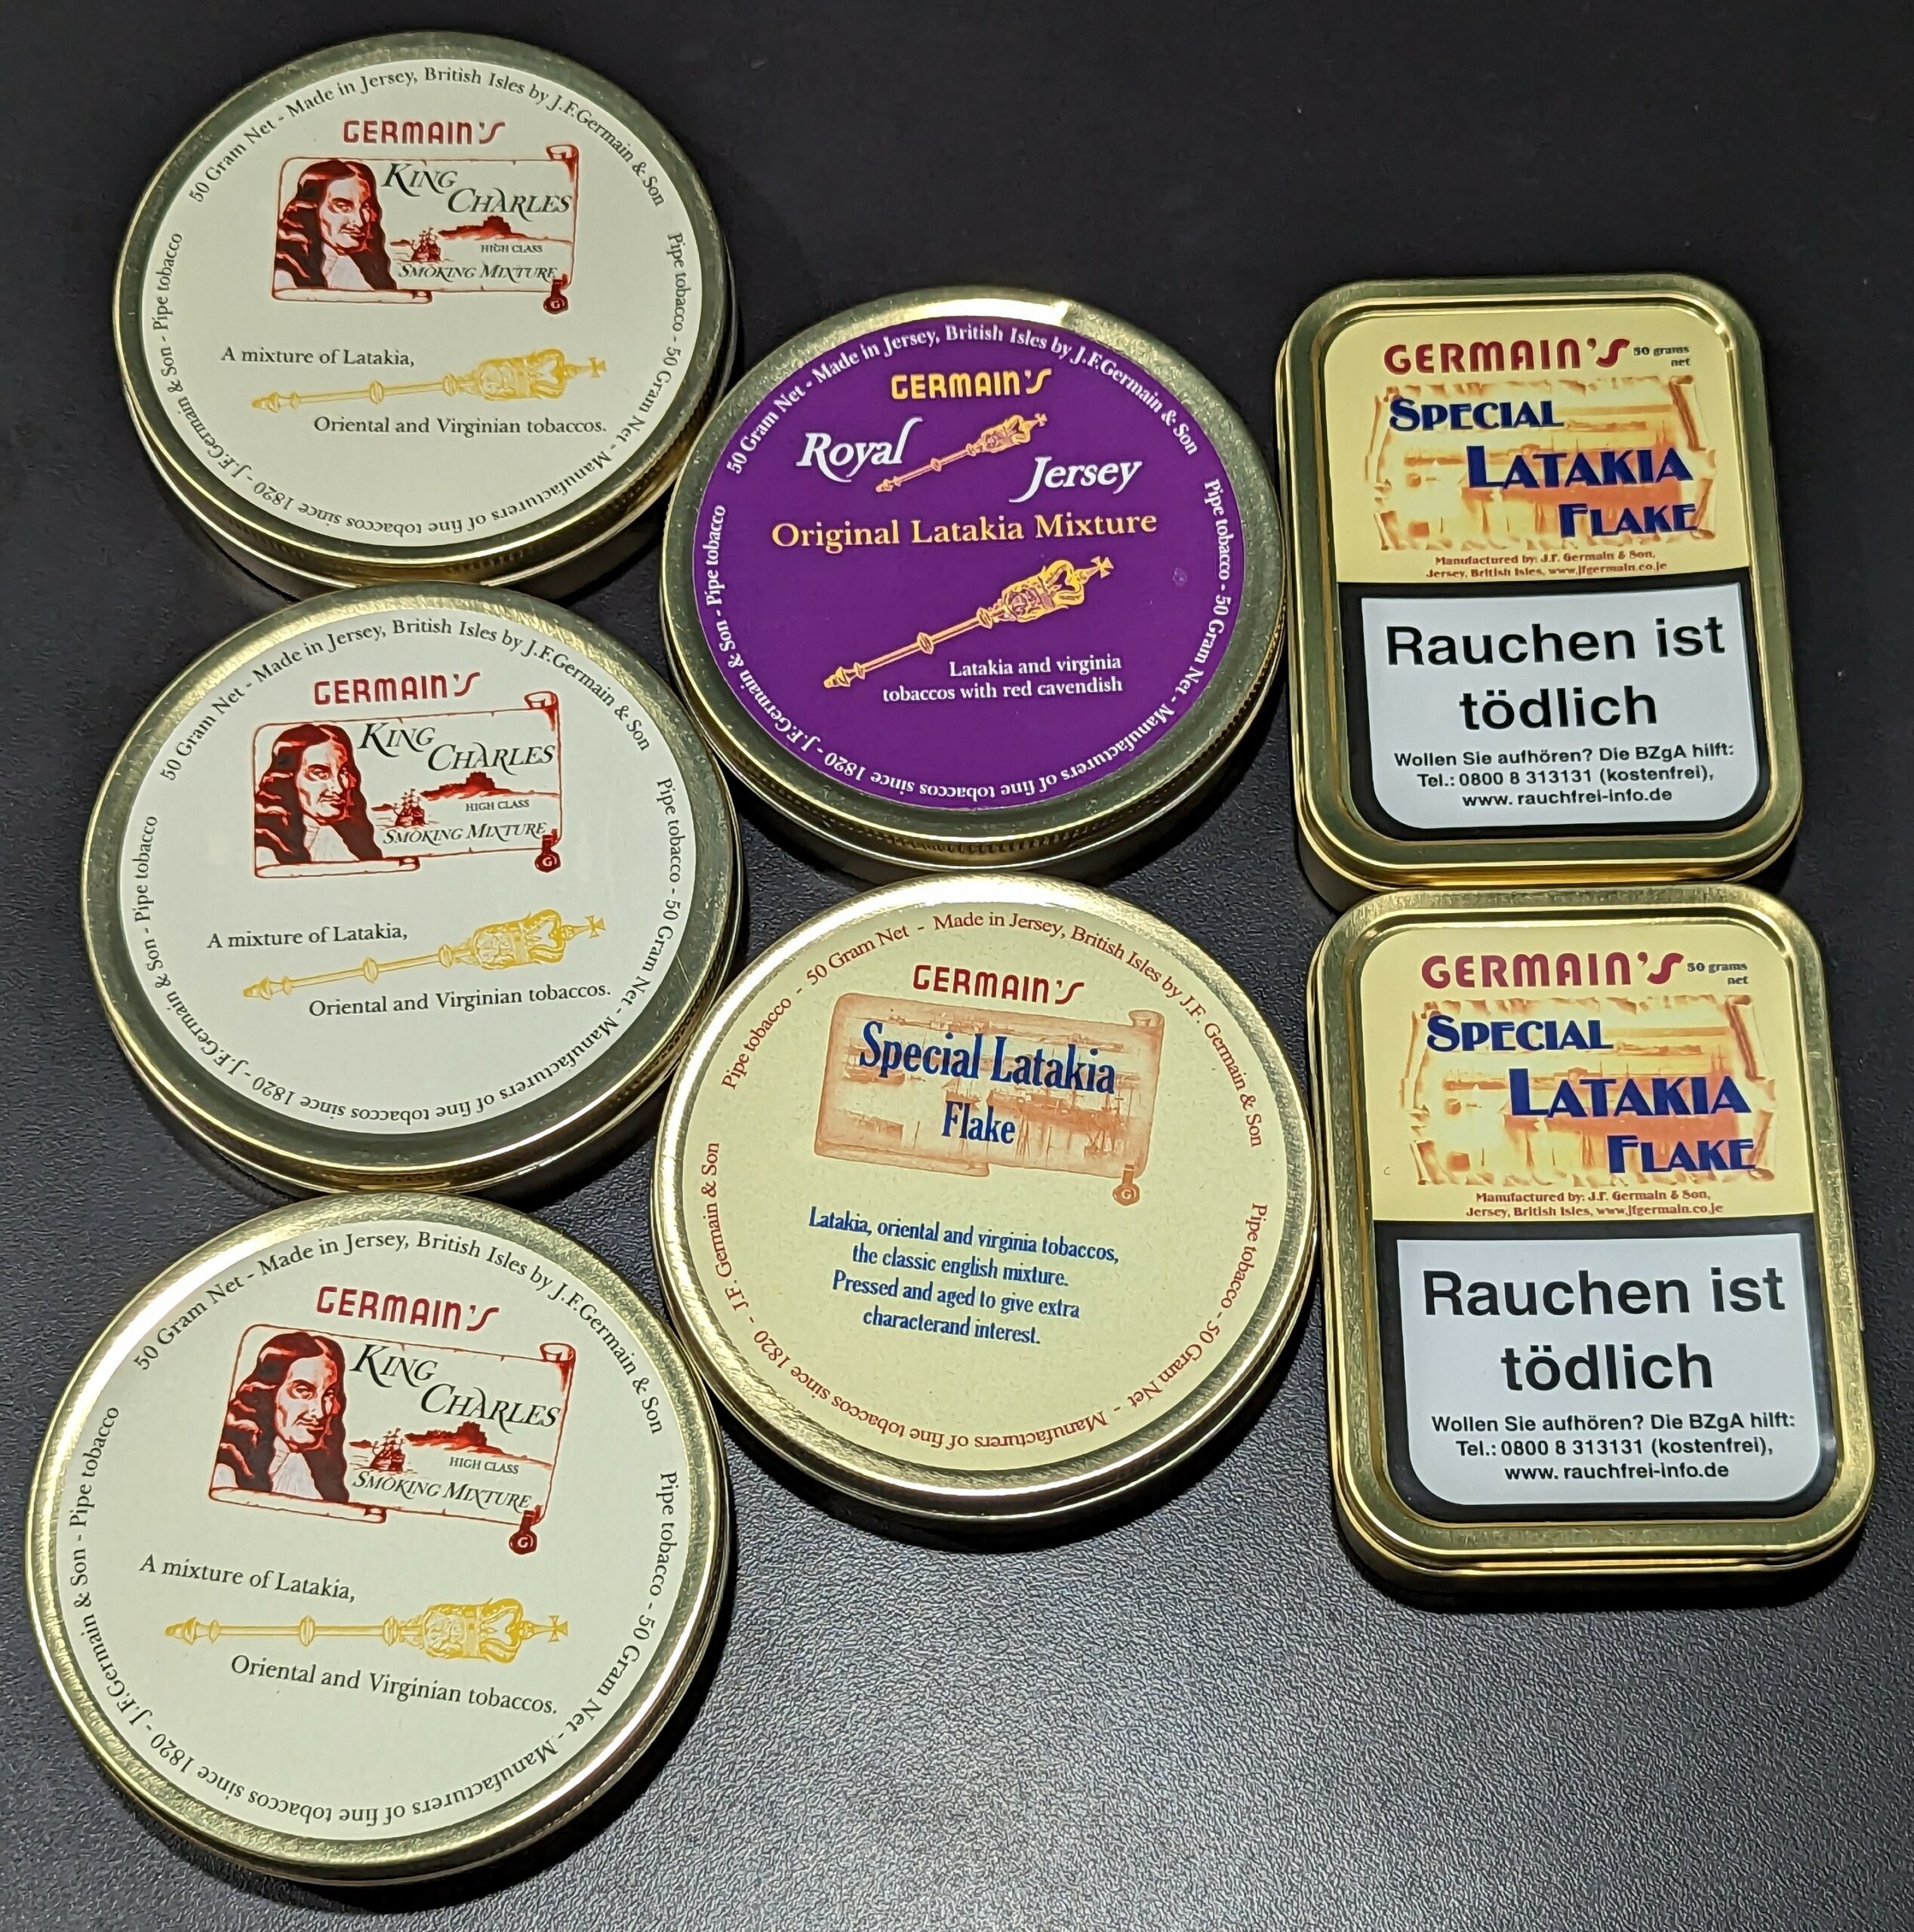 50 Gram Net - Made in Jersey, British Isles by J.F.Germain & Son
Pipe tobacco - 50 Gram Net - Manufacturers of fine tobaccos since 1820 - J.F.Germain & Son - Pipe tobacco
GERMAIN'S
KING
CHARLES
HIGH CLASS
SMOKING MIXTURE
G
A mixture of Latakia,
Oriental and Virginian tobaccos.
50 Gram Net - Made in Jersey, British Isles by J.F.Germain & Son
Pipe tobacco - 50 Gram Net - Manufacturers of fine tobaccos since 1820 - J.F.Germain & Son - Pipe tobacco
GERMAIN'S
KING
CHARLES
HIGH CLASS
SMOKING MIXTURE
G
A mixture of Latakia,
Oriental and Virginian tobaccos.
50 Gram Net - Made in Jersey, British Isles by J.F.Germain & Son
Pipe tobacco - 50 Gram Net - Manufacturers of fine tobaccos since 1820 - J.F.Germain & Son - Pipe tobacco
GERMAIN'S
KING
CHARLES
HIGH CLASS
SMOKING MIXTURE
G
A mixture of Latakia,
Oriental and Virginian tobaccos.
50 Gram Net - Made in Jersey, British Isles by J.F.Germain & Son
Pipe tobacco - 50 Gram Net - Manufacturers of fine tobaccos since 1820 - J.F.Germain & Son - Pipe tobacco
GERMAIN'S
Royal
Jersey
Original Latakia Mixture
Latakia and virginia
tobaccos with red cavendish
Pipe tobacco - 50 Gram Net - Made in Jersey, British Isles by J.F. Germain & Son
Pipe tobacco - 50 Gram Net - Manufacturers of fine tobaccos since 1820 - J.F. Germain & Son
GERMAIN'S
Special Latakia
Flake
G
Latakia, oriental and virginia tobaccos,
the classic english mixture.
Pressed and aged to give extra
characterand interest.
GERMAIN'S 50 grams
net
SPECIAL
LATAKIA
FLAKE
Manufactured by: J.F. Germain & Son,
Jersey, British Isles, www.jfgermain.co.je
Rauchen ist
tödlich
Wollen Sie aufhören? Die BZgA hilft:
Tel.: 0800 8 313131 (kostenfrei),
www. rauchfrei-info.de
GERMAIN'S 50 grams
net
SPECIAL
LATAKIA
FLAKE
Manufactured by: J.F. Germain & Son,
Jersey, British Isles, www.jfgermain.co.je
Rauchen ist
tödlich
Wollen Sie aufhören? Die BZgA hilft:
Tel.: 0800 8 313131 (kostenfrei),
www. rauchfrei-info.de